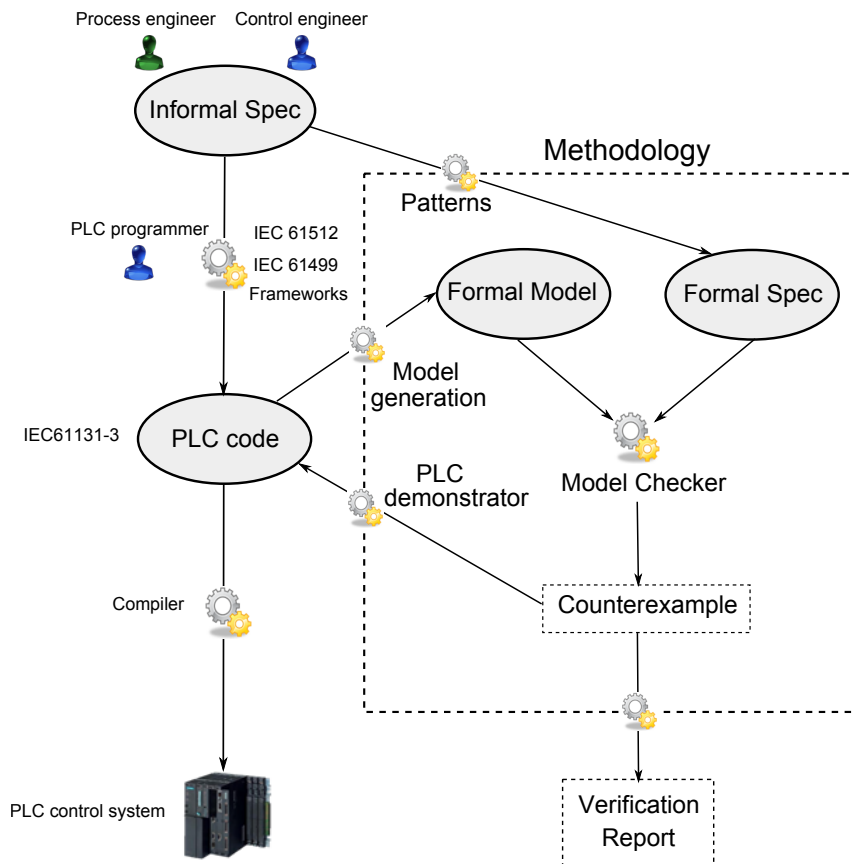 Process engineer
Control engineer
Informal Spec
Methodology
Patterns
PLC programmer
IEC 61512
IEC 61499
Frameworks
Formal Model
Formal Spec
Model
generation
IEC61131-3
PLC code
PLC
demonstrator
Model Checker
Compiler
Counterexample
PLC control system
Verification
Report